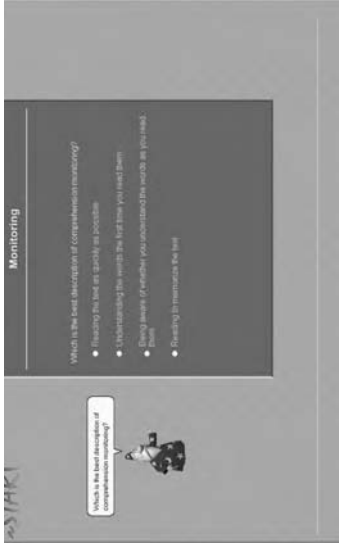 iSTART
Monitoring
Which is the best description of comprehension monitoring?
Reading the text as quickly as possible
Understanding the words the first time you read them
Being aware of whether you understand the words as you read
them
Reading to memorize the text
Which is the best description of
comprehension monitoring?